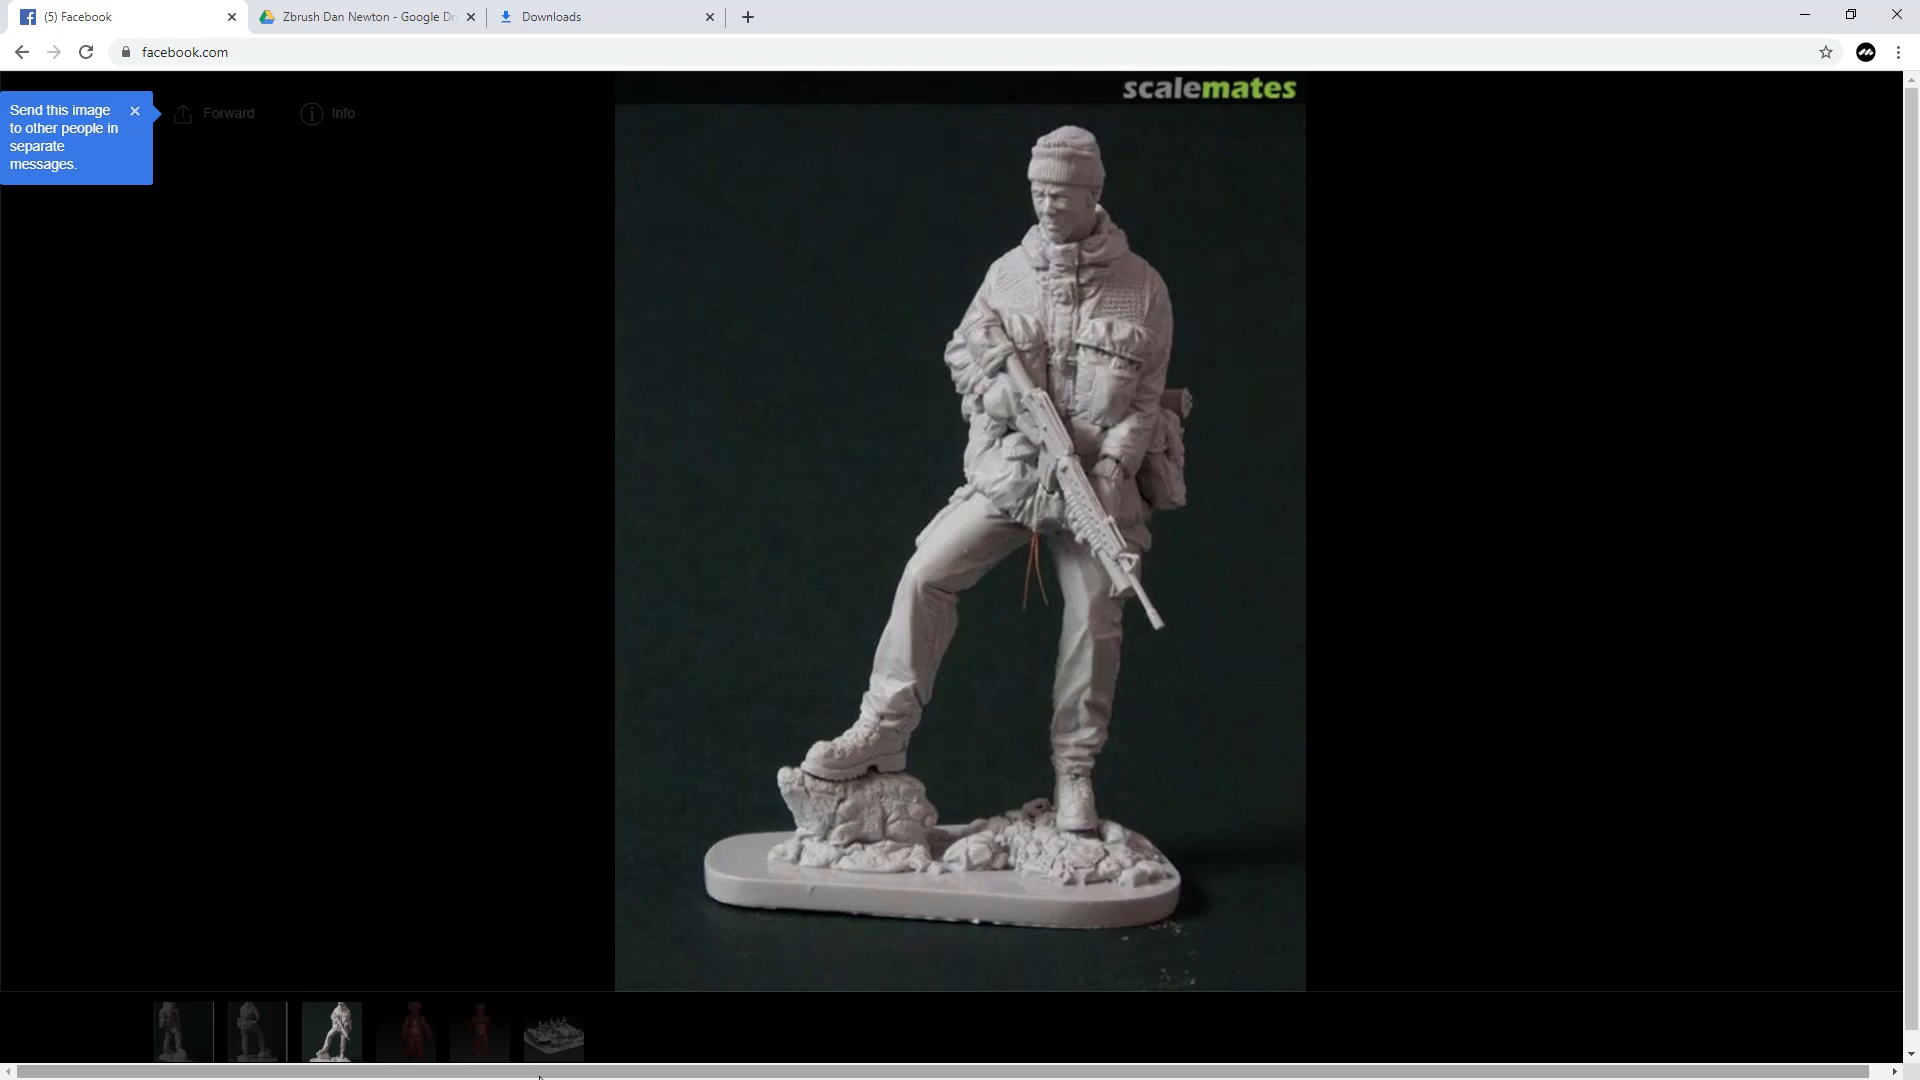 (5) Facebook
Zbrush Dan Newton - Google Dri
Downloads
facebook.com
Send this image
to other people in
separate
messages.
Forward
Info
scalemates